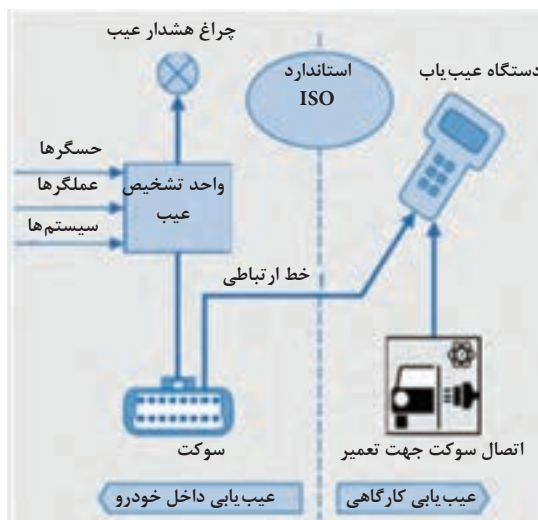 چراغ هشدار عیب
دستگاه عیب‌یاب
استاندارد
ISO
حسگرها
عملگرها
سیستم‌ها
واحد تشخیص
عیب
خط ارتباطی
سوکت
اتصال سوکت جهت تعمیر
عیب‌یابی کارگاهی
عیب‌یابی داخل خودرو